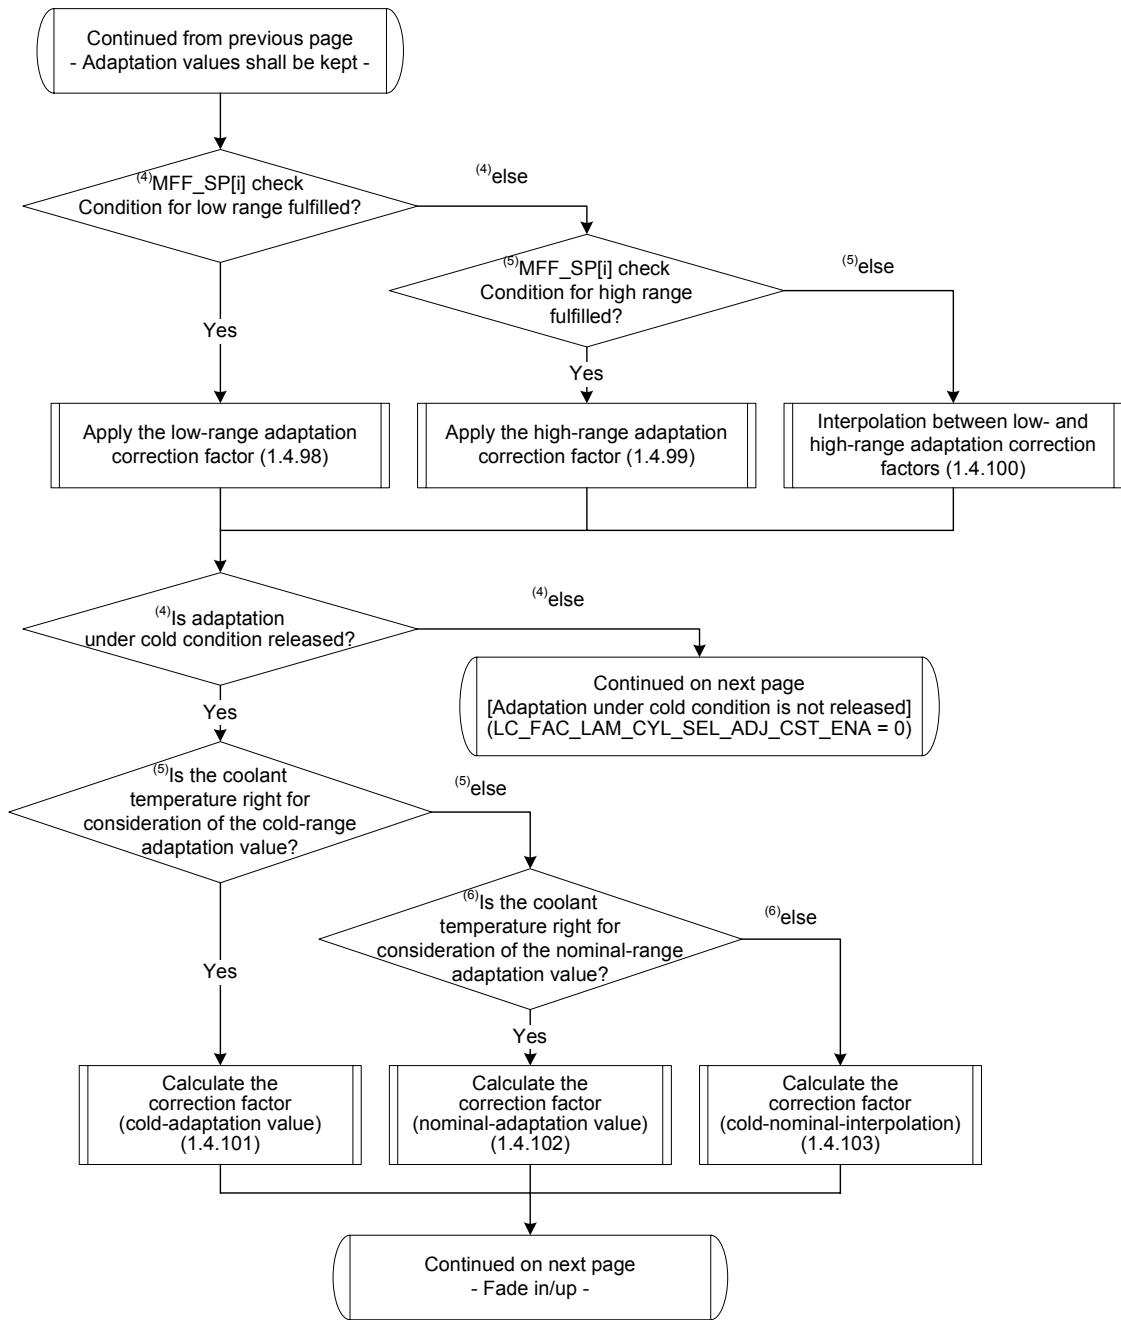 Continued from previous page
- Adaptation values shall be kept -
(4)MFF_SP[i] check
Condition for low range fulfilled?
(4)else
(5)MFF_SP[i] check
Condition for high range
fulfilled?
(5)else
Yes
Yes
Apply the low-range adaptation
correction factor (1.4.98)
Apply the high-range adaptation
correction factor (1.4.99)
Interpolation between low- and
high-range adaptation correction
factors (1.4.100)
(4)Is adaptation
under cold condition released?
(4)else
Continued on next page
[Adaptation under cold condition is not released]
(LC_FAC_LAM_CYL_SEL_ADJ_CST_ENA = 0)
Yes
(5)Is the coolant
temperature right for
consideration of the cold-range
adaptation value?
(5)else
(6)Is the coolant
temperature right for
consideration of the nominal-range
adaptation value?
(6)else
Yes
Yes
Calculate the
correction factor
(cold-adaptation value)
(1.4.101)
Calculate the
correction factor
(nominal-adaptation value)
(1.4.102)
Calculate the
correction factor
(cold-nominal-interpolation)
(1.4.103)
Continued on next page
- Fade in/up -